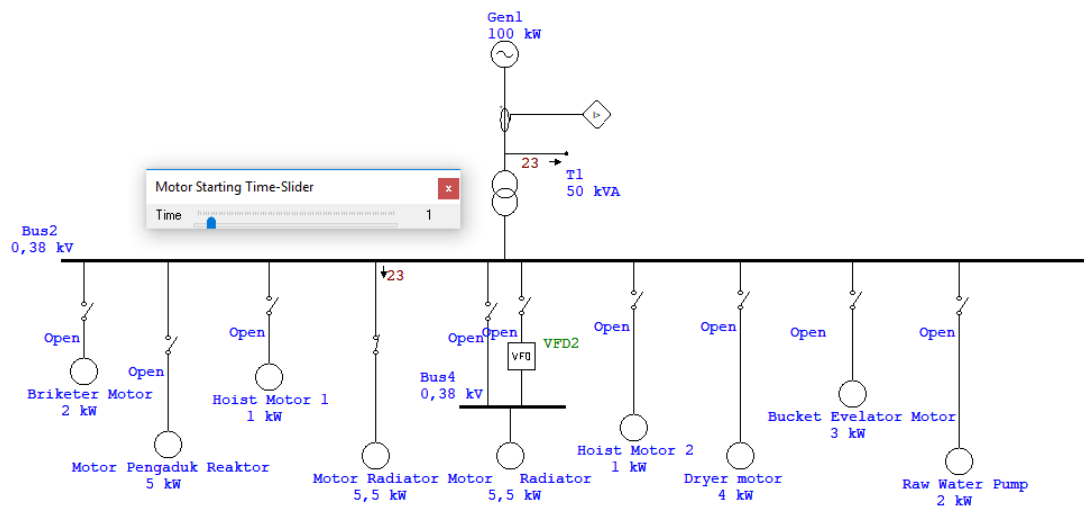 Gen1
100 kW
I>
23
T1
50 kVA
Motor Starting Time-Slider
x
Time
1
Bus2
0,38 kV
23
Open
Open
Open
Open
Open
VFD2
VFD
Open
Open
Open
Open
Bus4
0,38 kV
Briketer Motor
2 kW
Hoist Motor 1
1 kW
Bucket Evelator Motor
3 kW
Motor Pengaduk Reaktor
5 kW
Motor Radiator
5,5 kW
Motor Radiator
5,5 kW
Hoist Motor 2
1 kW
Dryer motor
4 kW
Raw Water Pump
2 kW